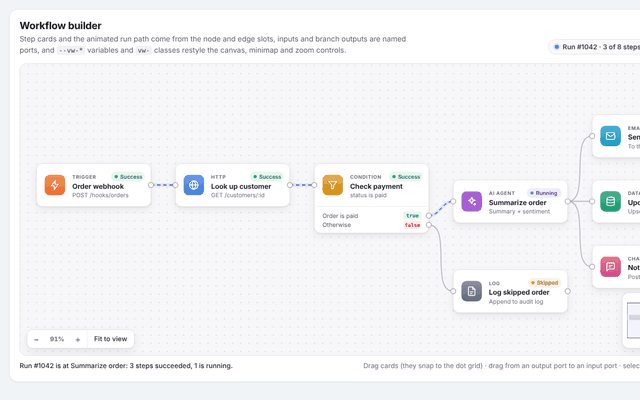 Workflow builder
Step cards and the animated run path come from the node and edge slots, inputs and branch outputs are named
ports, and --vw-* variables and vw- classes restyle the canvas, minimap and zoom controls.
Run #1042 · 3 of 8 steps
TRIGGER
Success
Order webhook
POST /hooks/orders
HTTP
Success
Look up customer
GET /customers/:id
CONDITION
Success
Check payment
status is paid
Order is paid
true
Otherwise
false
AI AGENT
Running
Summarize order
Summary + sentiment
LOG
Skipped
Log skipped order
Append to audit log
− 91% + Fit to view
Run #1042 is at Summarize order: 3 steps succeeded, 1 is running.
Drag cards (they snap to the dot grid) · drag from an output port to an input port ·